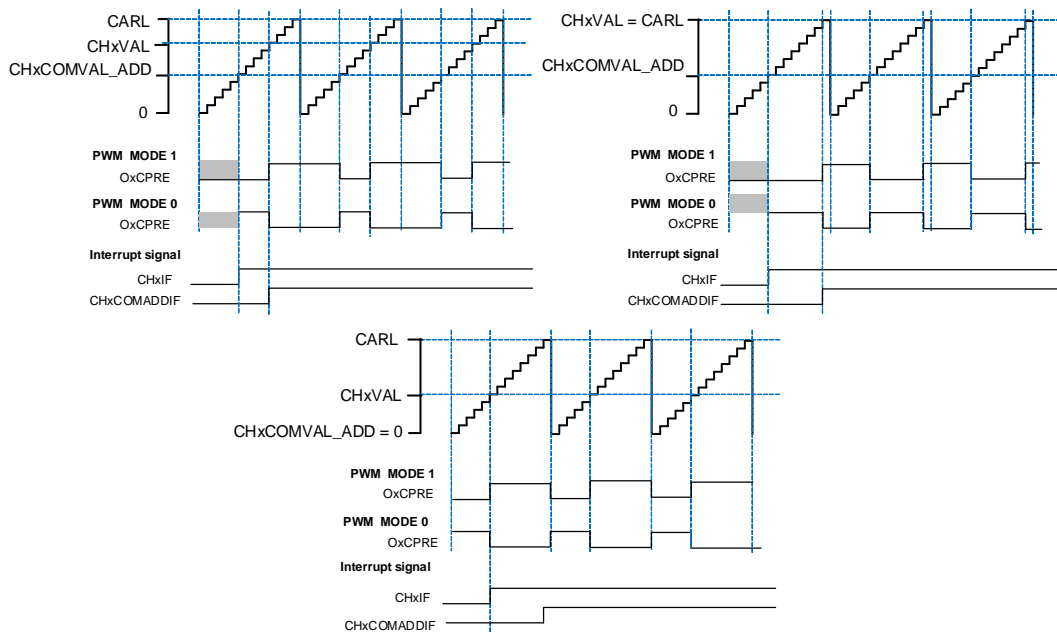 CARL
CHxVAL
CHxCOMVAL_ADD
0
PWM MODE 1
OxCPRE
PWM MODE 0
OxCPRE
Interrupt signal
CHxIF
CHxCOMADDIF
CHxVAL = CARL
CHxCOMVAL_ADD
0
PWM MODE 1
OxCPRE
PWM MODE 0
OxCPRE
Interrupt signal
CHxIF
CHxCOMADDIF
CARL
CHxVAL
CHxCOMVAL_ADD = 0
PWM MODE 1
OxCPRE
PWM MODE 0
OxCPRE
Interrupt signal
CHxIF
CHxCOMADDIF